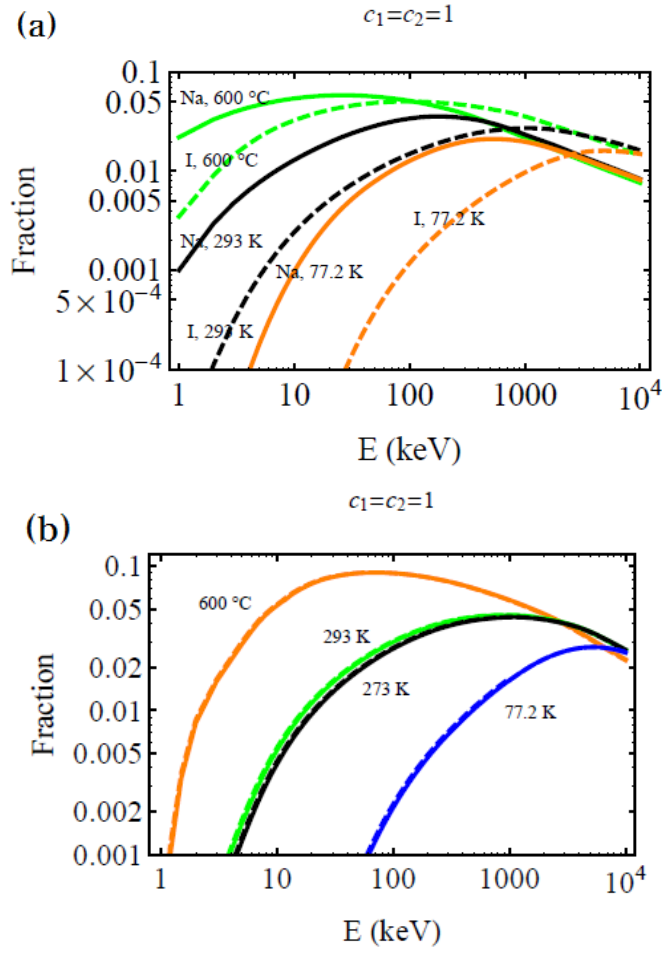 (a)
c₁=c₂=1
0.1
0.05
0.01
0.005
0.001
5×10⁻⁴
1×10⁻⁴
Fraction
Na, 600 °C
I, 600 °C
Na, 293 K
I, 293 K
Na, 77.2 K
I, 77.2 K
1 10 100 1000 10⁴
E (keV)
(b)
c₁=c₂=1
0.1
0.05
0.02
0.01
0.005
0.002
0.001
Fraction
600 °C
293 K
273 K
77.2 K
1 10 100 1000 10⁴
E (keV)